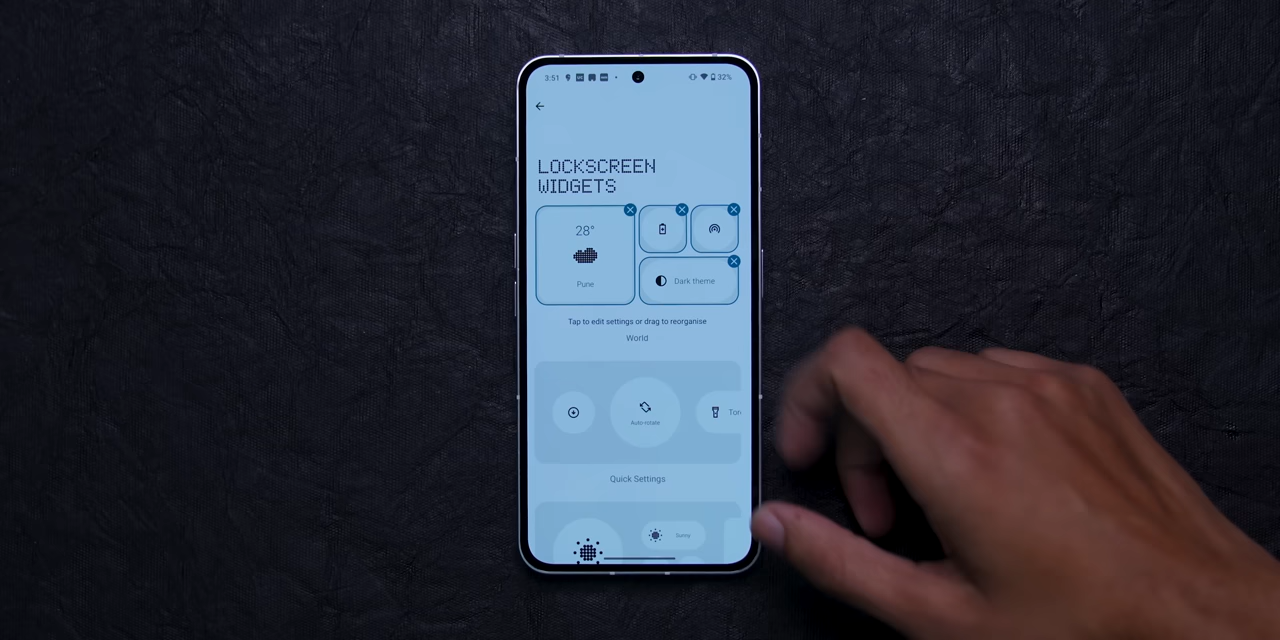 3:51
32%
LOCKSCREEN
WIDGETS
28°
Pune
Dark theme
Tap to edit settings or drag to reorganise
World
Auto-rotate
Tor
Quick Settings
Sunny